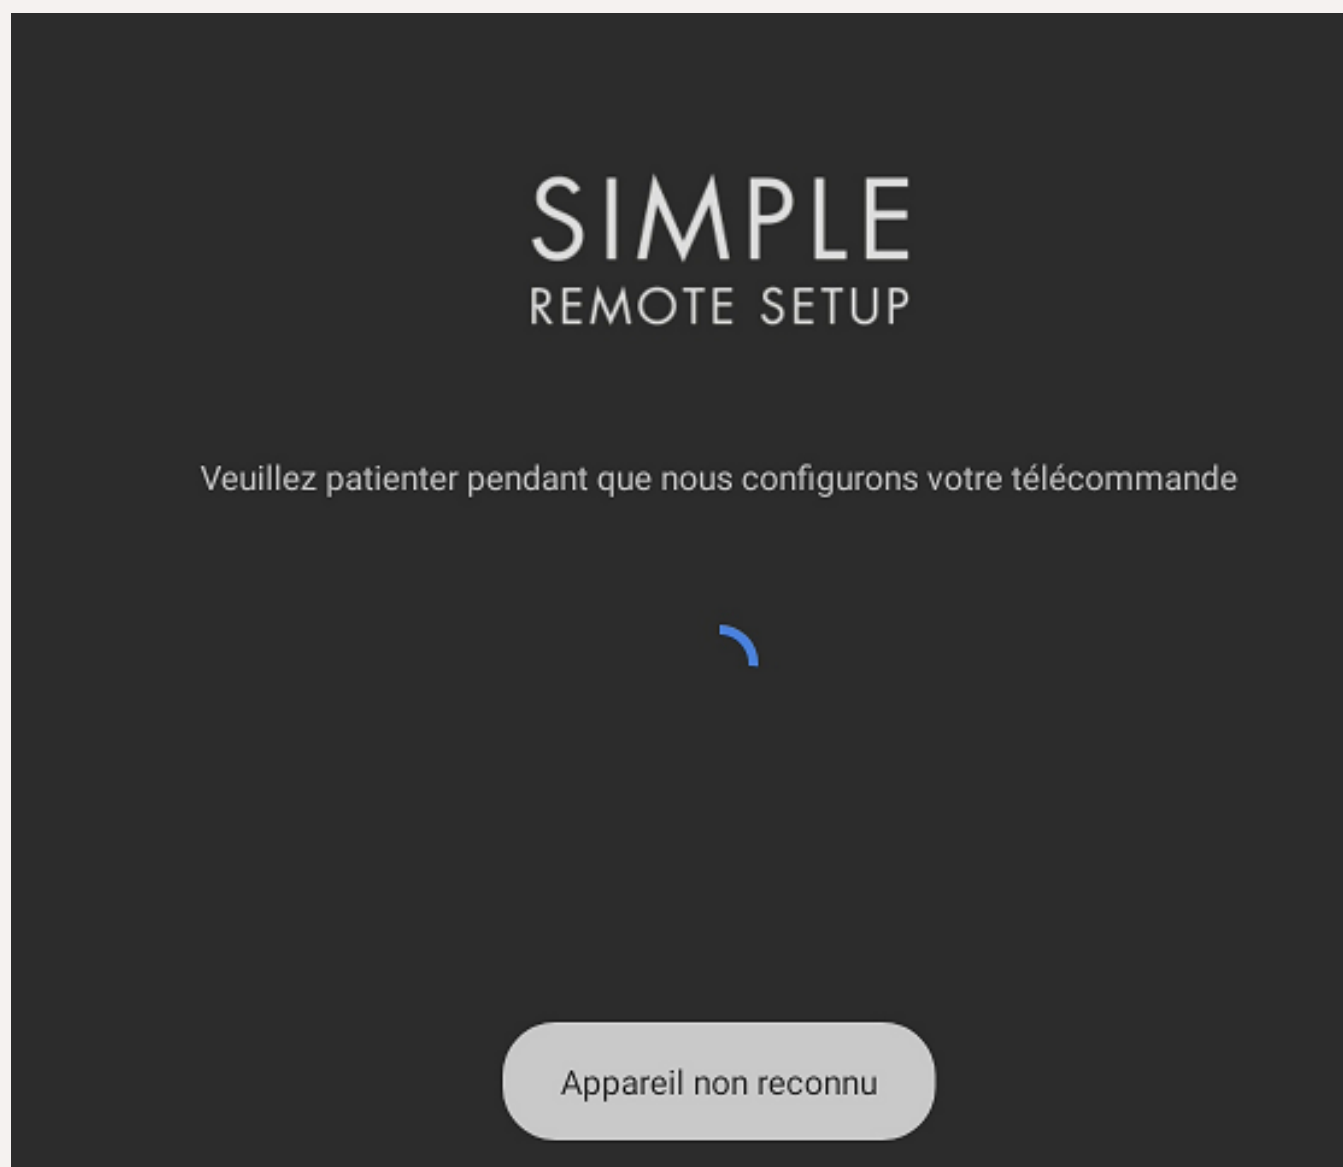 SIMPLE
REMOTE SETUP
Veuillez patienter pendant que nous configurons votre télécommande
Appareil non reconnu